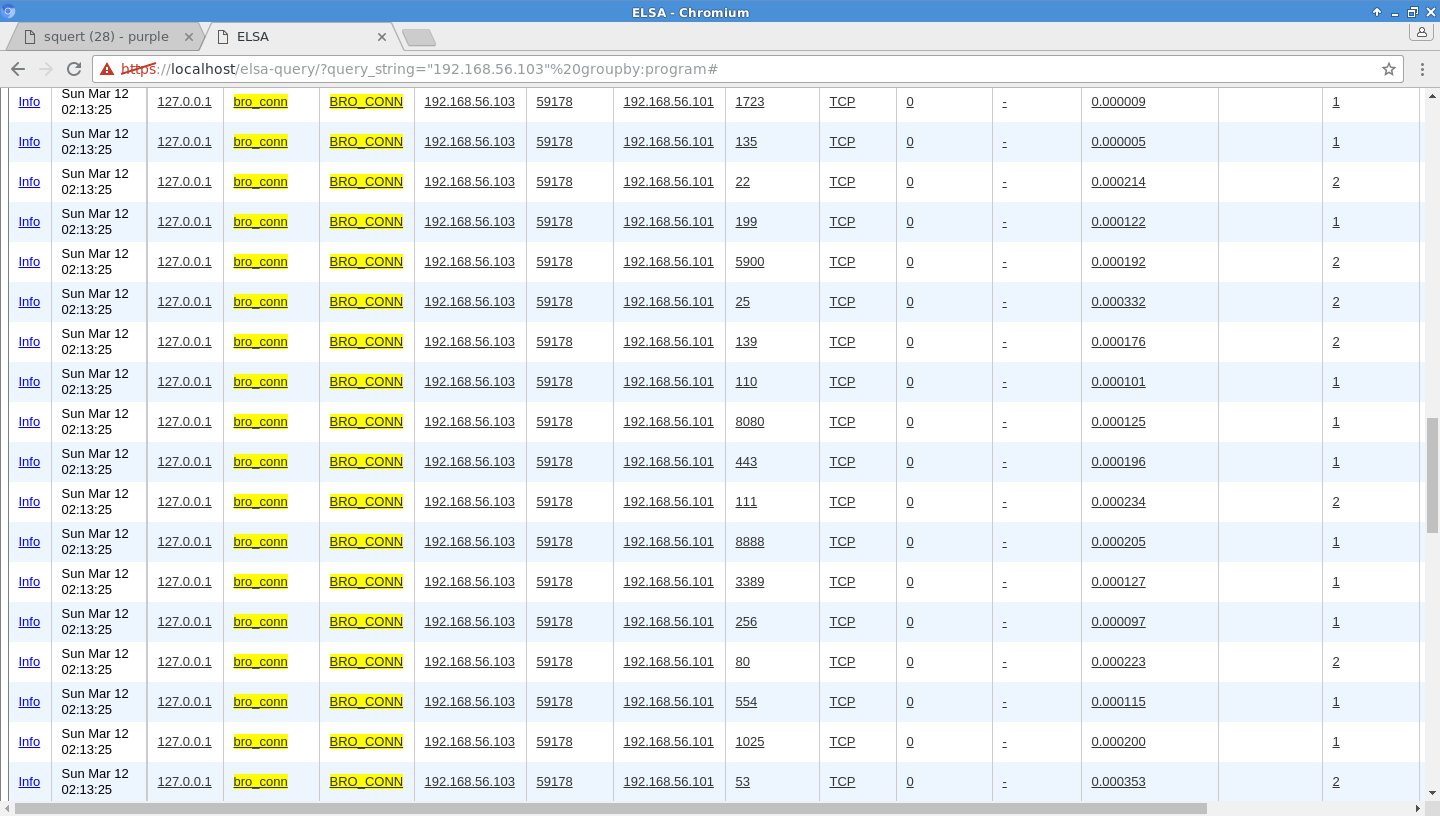 ELSA - Chromium
squert (28) - purple
ELSA
https://localhost/elsa-query/?query_string="192.168.56.103"%20groupby:program#
Info Sun Mar 12 02:13:25 127.0.0.1 bro_conn BRO_CONN 192.168.56.103 59178 192.168.56.101 1723 TCP 0 - 0.000009 1
Info Sun Mar 12 02:13:25 127.0.0.1 bro_conn BRO_CONN 192.168.56.103 59178 192.168.56.101 135 TCP 0 - 0.000005 1
Info Sun Mar 12 02:13:25 127.0.0.1 bro_conn BRO_CONN 192.168.56.103 59178 192.168.56.101 22 TCP 0 - 0.000214 2
Info Sun Mar 12 02:13:25 127.0.0.1 bro_conn BRO_CONN 192.168.56.103 59178 192.168.56.101 199 TCP 0 - 0.000122 1
Info Sun Mar 12 02:13:25 127.0.0.1 bro_conn BRO_CONN 192.168.56.103 59178 192.168.56.101 5900 TCP 0 - 0.000192 2
Info Sun Mar 12 02:13:25 127.0.0.1 bro_conn BRO_CONN 192.168.56.103 59178 192.168.56.101 25 TCP 0 - 0.000332 2
Info Sun Mar 12 02:13:25 127.0.0.1 bro_conn BRO_CONN 192.168.56.103 59178 192.168.56.101 139 TCP 0 - 0.000176 2
Info Sun Mar 12 02:13:25 127.0.0.1 bro_conn BRO_CONN 192.168.56.103 59178 192.168.56.101 110 TCP 0 - 0.000101 1
Info Sun Mar 12 02:13:25 127.0.0.1 bro_conn BRO_CONN 192.168.56.103 59178 192.168.56.101 8080 TCP 0 - 0.000125 1
Info Sun Mar 12 02:13:25 127.0.0.1 bro_conn BRO_CONN 192.168.56.103 59178 192.168.56.101 443 TCP 0 - 0.000196 1
Info Sun Mar 12 02:13:25 127.0.0.1 bro_conn BRO_CONN 192.168.56.103 59178 192.168.56.101 111 TCP 0 - 0.000234 2
Info Sun Mar 12 02:13:25 127.0.0.1 bro_conn BRO_CONN 192.168.56.103 59178 192.168.56.101 8888 TCP 0 - 0.000205 1
Info Sun Mar 12 02:13:25 127.0.0.1 bro_conn BRO_CONN 192.168.56.103 59178 192.168.56.101 3389 TCP 0 - 0.000127 1
Info Sun Mar 12 02:13:25 127.0.0.1 bro_conn BRO_CONN 192.168.56.103 59178 192.168.56.101 256 TCP 0 - 0.000097 1
Info Sun Mar 12 02:13:25 127.0.0.1 bro_conn BRO_CONN 192.168.56.103 59178 192.168.56.101 80 TCP 0 - 0.000223 2
Info Sun Mar 12 02:13:25 127.0.0.1 bro_conn BRO_CONN 192.168.56.103 59178 192.168.56.101 554 TCP 0 - 0.000115 1
Info Sun Mar 12 02:13:25 127.0.0.1 bro_conn BRO_CONN 192.168.56.103 59178 192.168.56.101 1025 TCP 0 - 0.000200 1
Info Sun Mar 12 02:13:25 127.0.0.1 bro_conn BRO_CONN 192.168.56.103 59178 192.168.56.101 53 TCP 0 - 0.000353 2